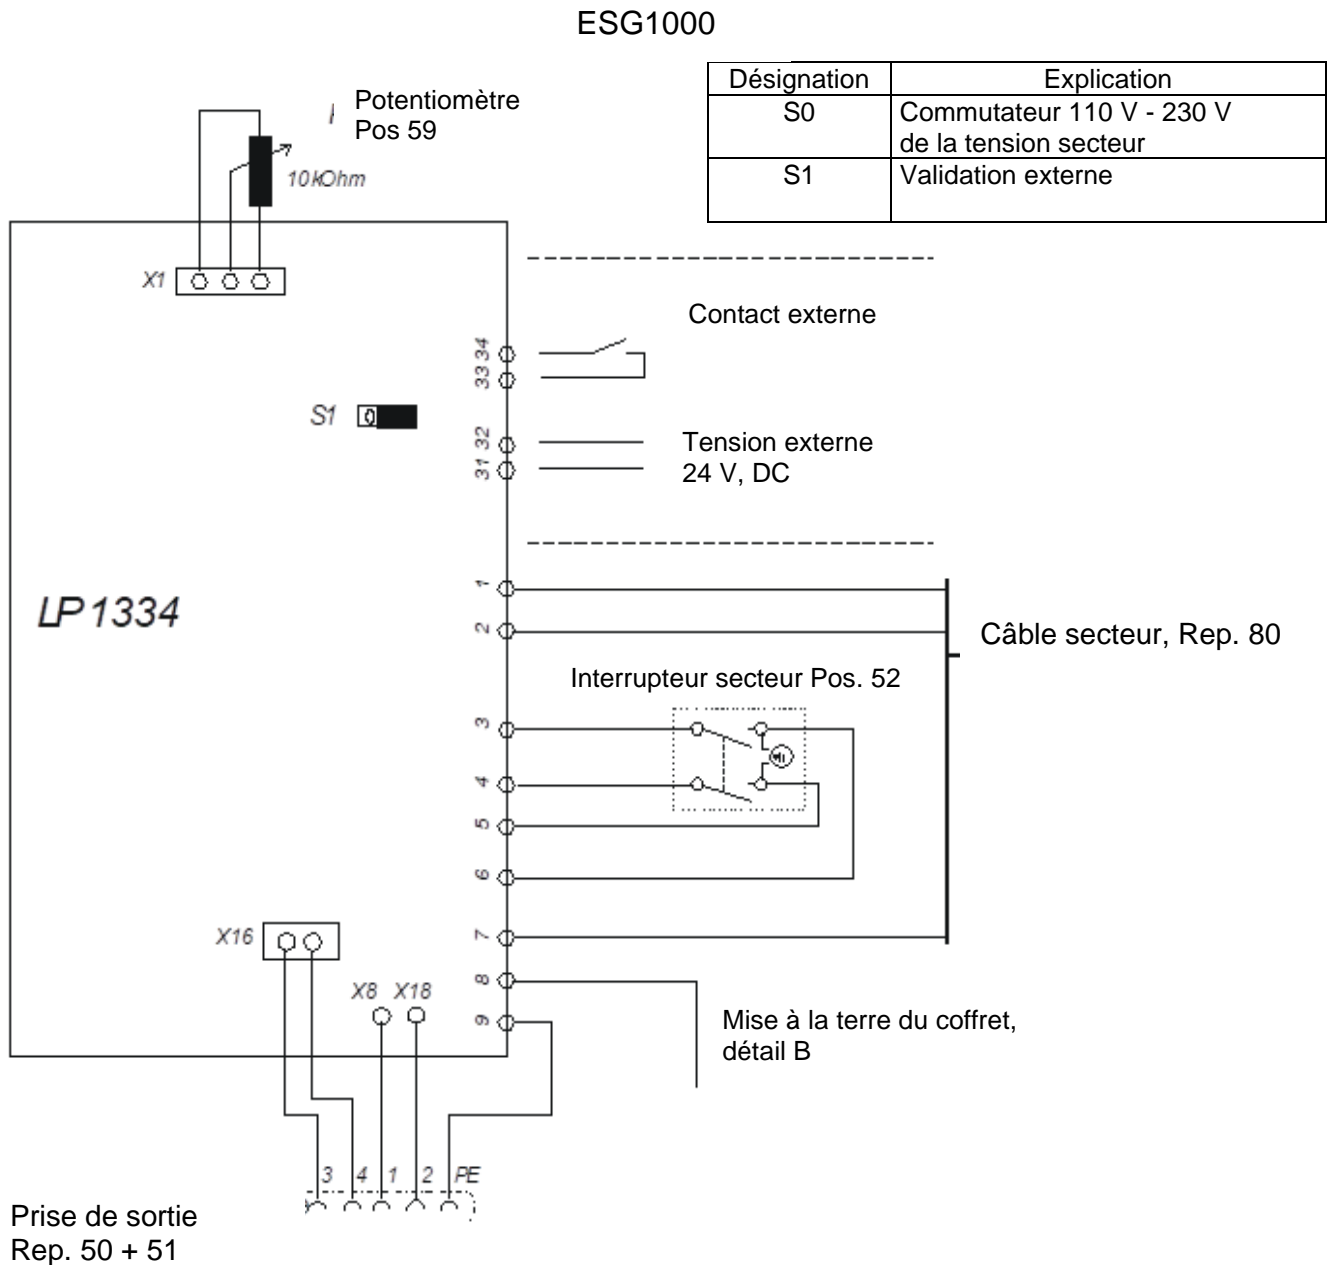 ESG1000
Désignation Explication
S0 Commutateur 110 V - 230 V
de la tension secteur
S1 Validation externe
Potentiomètre
Pos 59
10kOhm
X1
Contact externe
34
33
S1 0
32
31
Tension externe
24 V, DC
LP1334
1
2
Câble secteur, Rep. 80
Interrupteur secteur Pos. 52
3
4
5
6
7
X16
8
X8 X18
9
Mise à la terre du coffret,
détail B
3 4 1 2 PE
Prise de sortie
Rep. 50 + 51